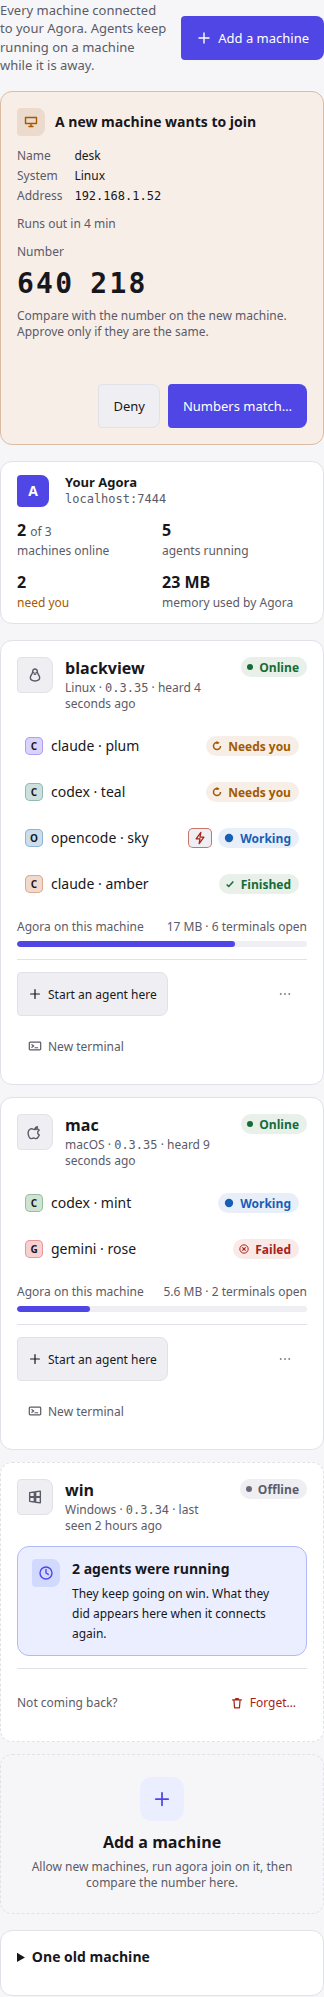 Every machine connected
to your Agora. Agents keep
running on a machine
while it is away.
Add a machine
A new machine wants to join
Name desk
System Linux
Address 192.168.1.52
Runs out in 4 min
Number
640 218
Compare with the number on the new machine.
Approve only if they are the same.
Deny
Numbers match...
A
Your Agora
localhost:7444
2 of 3
machines online
5
agents running
2
need you
23 MB
memory used by Agora
blackview
Online
Linux · 0.3.35 · heard 4
seconds ago
C claude · plum Needs you
C codex · teal Needs you
O opencode · sky Working
C claude · amber Finished
Agora on this machine 17 MB · 6 terminals open
Start an agent here
...
New terminal
mac
Online
macOS · 0.3.35 · heard 9
seconds ago
C codex · mint Working
G gemini · rose Failed
Agora on this machine 5.6 MB · 2 terminals open
Start an agent here
...
New terminal
win
Offline
Windows · 0.3.34 · last
seen 2 hours ago
2 agents were running
They keep going on win. What they
did appears here when it connects
again.
Not coming back? Forget...
Add a machine
Allow new machines, run agora join on it, then
compare the number here.
One old machine